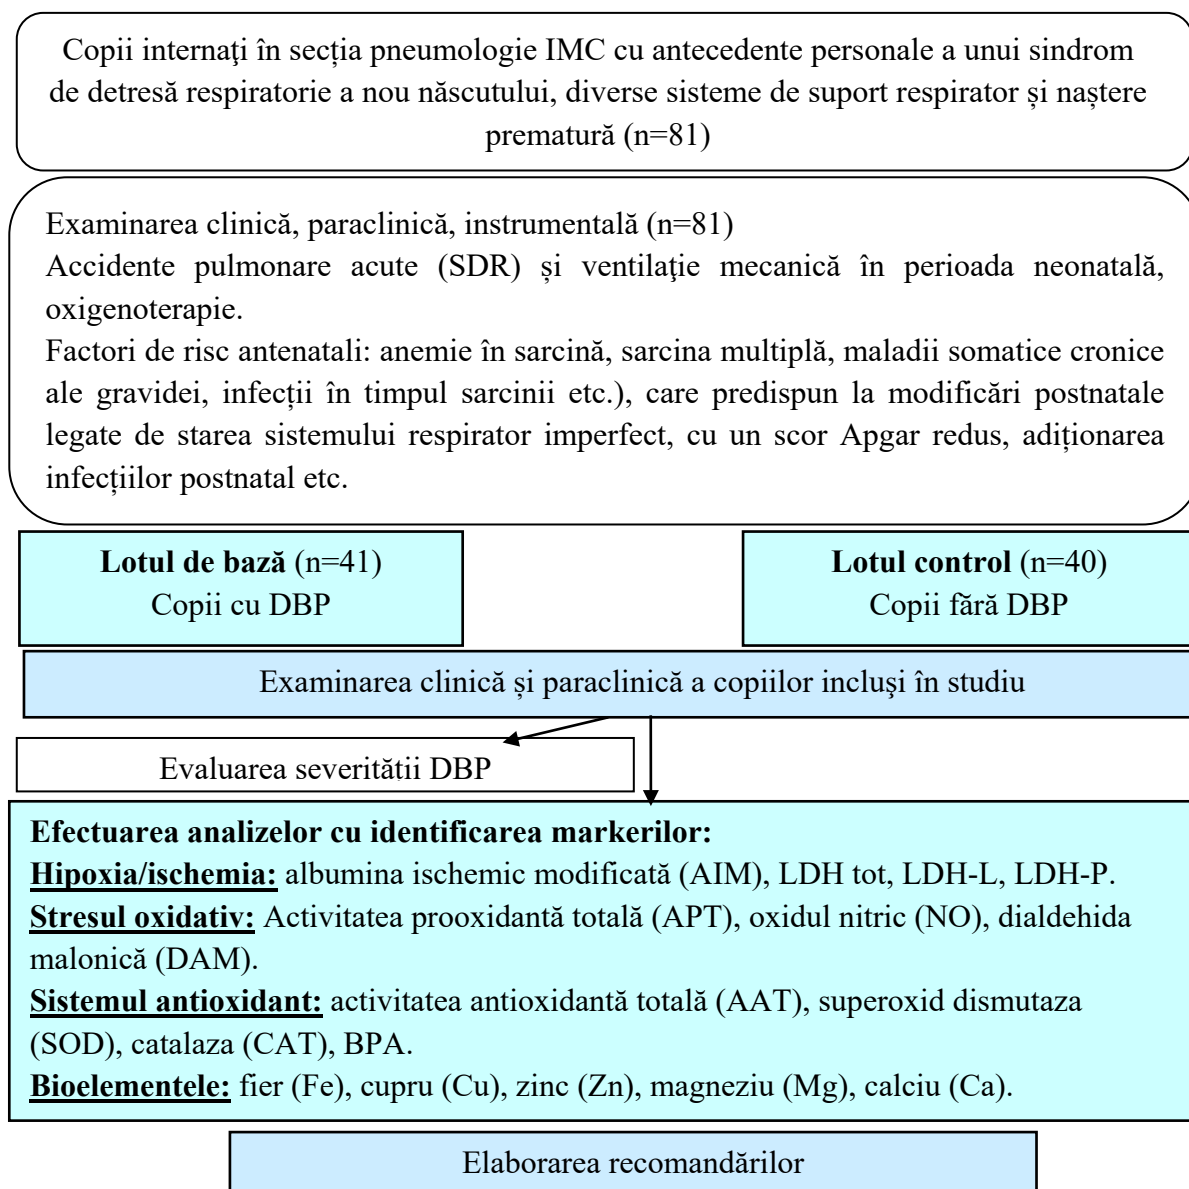 Copii internaţi în secția pneumologie IMC cu antecedente personale a unui sindrom
de detresă respiratorie a nou născutului, diverse sisteme de suport respirator și naștere
prematură (n=81)
Examinarea clinică, paraclinică, instrumentală (n=81)
Accidente pulmonare acute (SDR) și ventilaţie mecanică în perioada neonatală,
oxigenoterapie.
Factori de risc antenatali: anemie în sarcină, sarcina multiplă, maladii somatice cronice
ale gravidei, infecții în timpul sarcinii etc.), care predispun la modificări postnatale
legate de starea sistemului respirator imperfect, cu un scor Apgar redus, adiționarea
infecțiilor postnatal etc.
Lotul de bază (n=41)
Copii cu DBP
Lotul control (n=40)
Copii fără DBP
Examinarea clinică și paraclinică a copiilor incluşi în studiu
Evaluarea severitătii DBP
Efectuarea analizelor cu identificarea markerilor:
Hipoxia/ischemia: albumina ischemic modificată (AIM), LDH tot, LDH-L, LDH-P.
Stresul oxidativ: Activitatea prooxidantă totală (APT), oxidul nitric (NO), dialdehida
malonică (DAM).
Sistemul antioxidant: activitatea antioxidantă totală (AAT), superoxid dismutaza
(SOD), catalaza (CAT), BPA.
Bioelementele: fier (Fe), cupru (Cu), zinc (Zn), magneziu (Mg), calciu (Ca).
Elaborarea recomandărilor